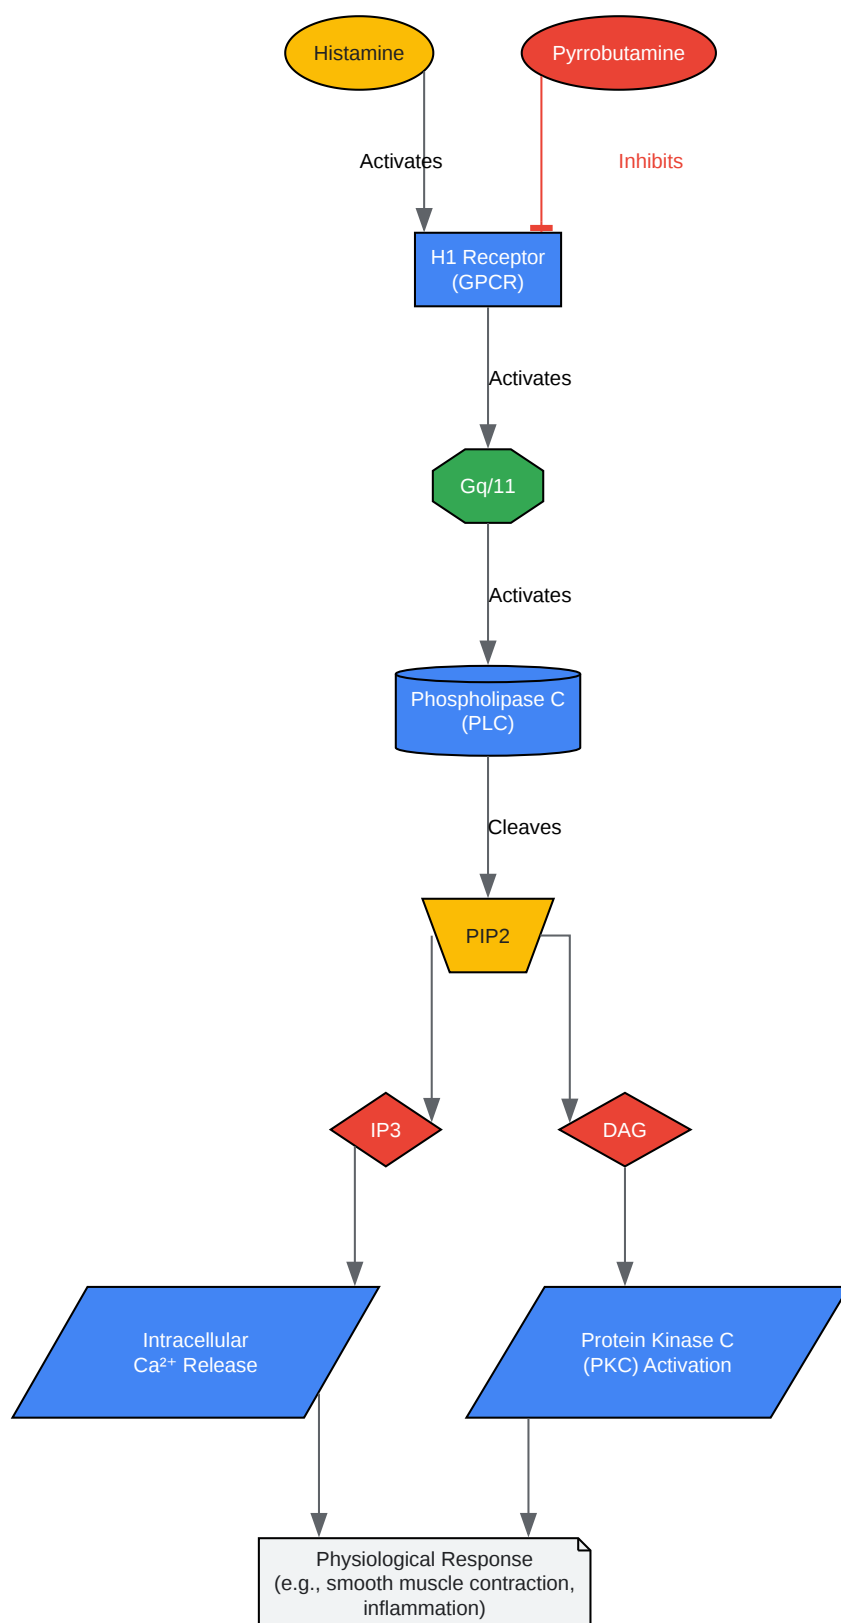 Histamine
Pyrrobutamine
Activates
Inhibits
H1 Receptor
(GPCR)
Activates
Gq/11
Activates
Phospholipase C
(PLC)
Cleaves
PIP2
IP3
DAG
Intracellular
Ca²⁺ Release
Protein Kinase C
(PKC) Activation
Physiological Response
(e.g., smooth muscle contraction,
inflammation)